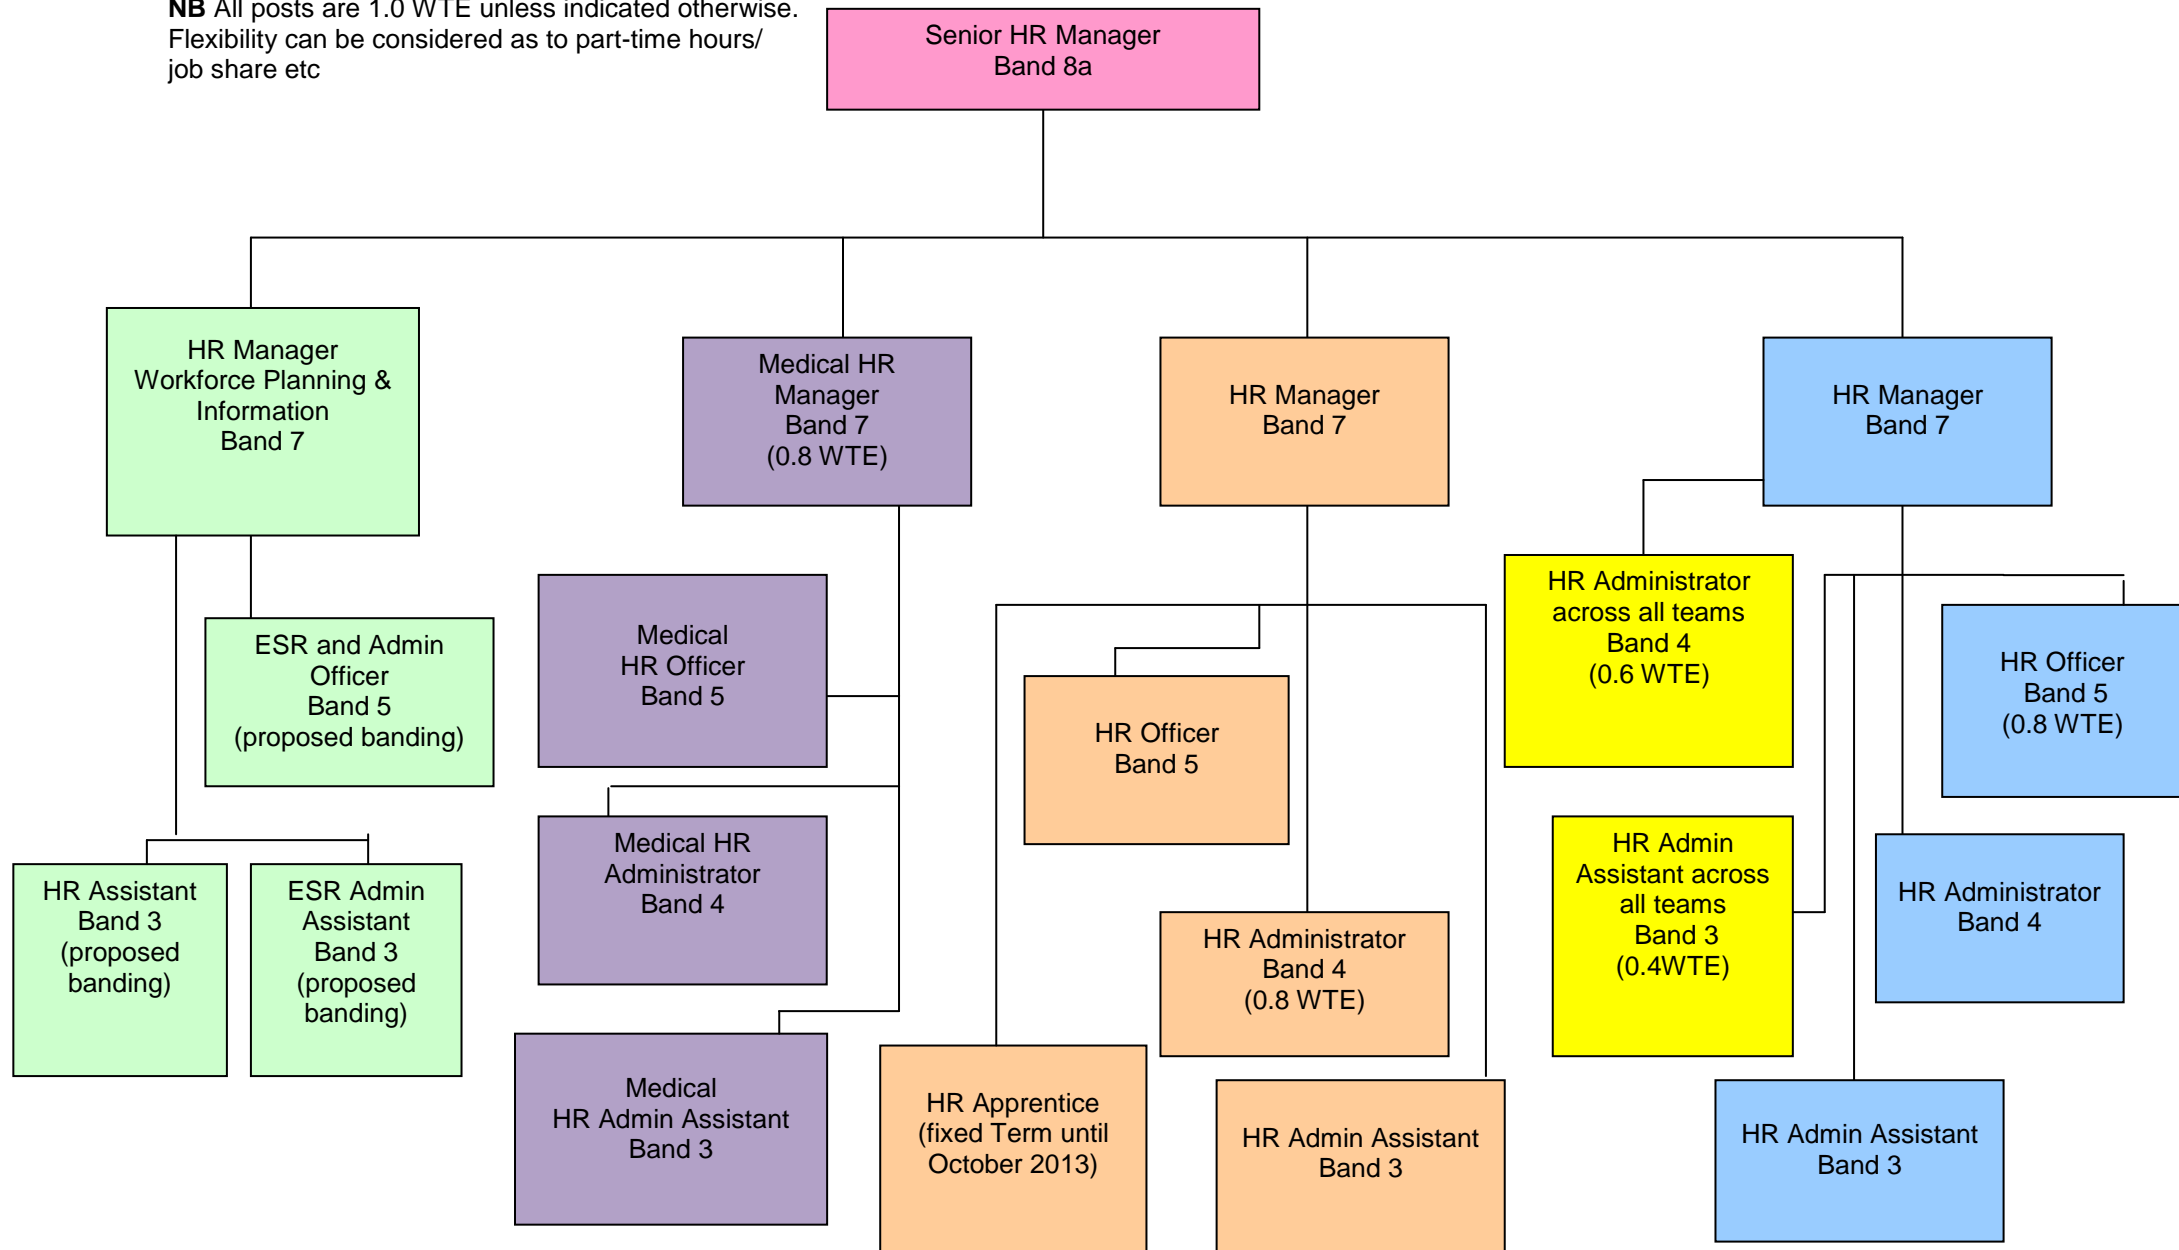 NB All posts are 1.0 WTE unless indicated otherwise.
Flexibility can be considered as to part-time hours/
job share etc
Senior HR Manager
Band 8a
HR Manager
Workforce Planning &
Information
Band 7
Medical HR
Manager
Band 7
(0.8 WTE)
HR Manager
Band 7
HR Manager
Band 7
ESR and Admin
Officer
Band 5
(proposed banding)
Medical
HR Officer
Band 5
HR Officer
Band 5
HR Administrator
across all teams
Band 4
(0.6 WTE)
HR Officer
Band 5
(0.8 WTE)
HR Assistant
Band 3
(proposed
banding)
ESR Admin
Assistant
Band 3
(proposed
banding)
Medical HR
Administrator
Band 4
HR Administrator
Band 4
(0.8 WTE)
HR Admin
Assistant across
all teams
Band 3
(0.4WTE)
HR Administrator
Band 4
Medical
HR Admin Assistant
Band 3
HR Apprentice
(fixed Term until
October 2013)
HR Admin Assistant
Band 3
HR Admin Assistant
Band 3